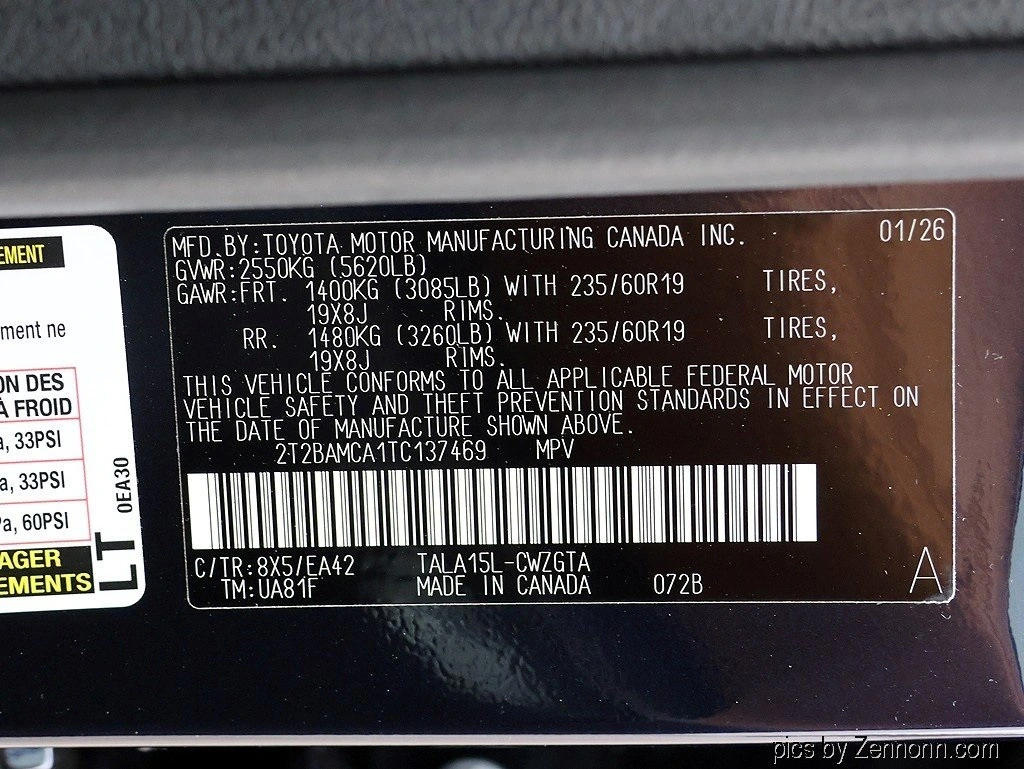 EMENT
ement ne
ON DES
À FROID
a, 33PSI
a, 33PSI
Pa, 60PSI
AGER
EMENTS
0EA30
LT
MFD.BY:TOYOTA MOTOR MANUFACTURING CANADA INC. 01/26
GVWR:2550KG (5620LB)
GAWR:FRT. 1400KG (3085LB) WITH 235/60R19 TIRES,
19X8J RIMS.
RR. 1480KG (3260LB) WITH 235/60R19 TIRES,
19X8J RIMS.
THIS VEHICLE CONFORMS TO ALL APPLICABLE FEDERAL MOTOR
VEHICLE SAFETY AND THEFT PREVENTION STANDARDS IN EFFECT ON
THE DATE OF MANUFACTURE SHOWN ABOVE.
2T2BAMCA1TC137469 MPV
C/TR:8X5/EA42 TALA15L-CWZGTA
TM:UA81F MADE IN CANADA 072B A
pics by Zennonn.com